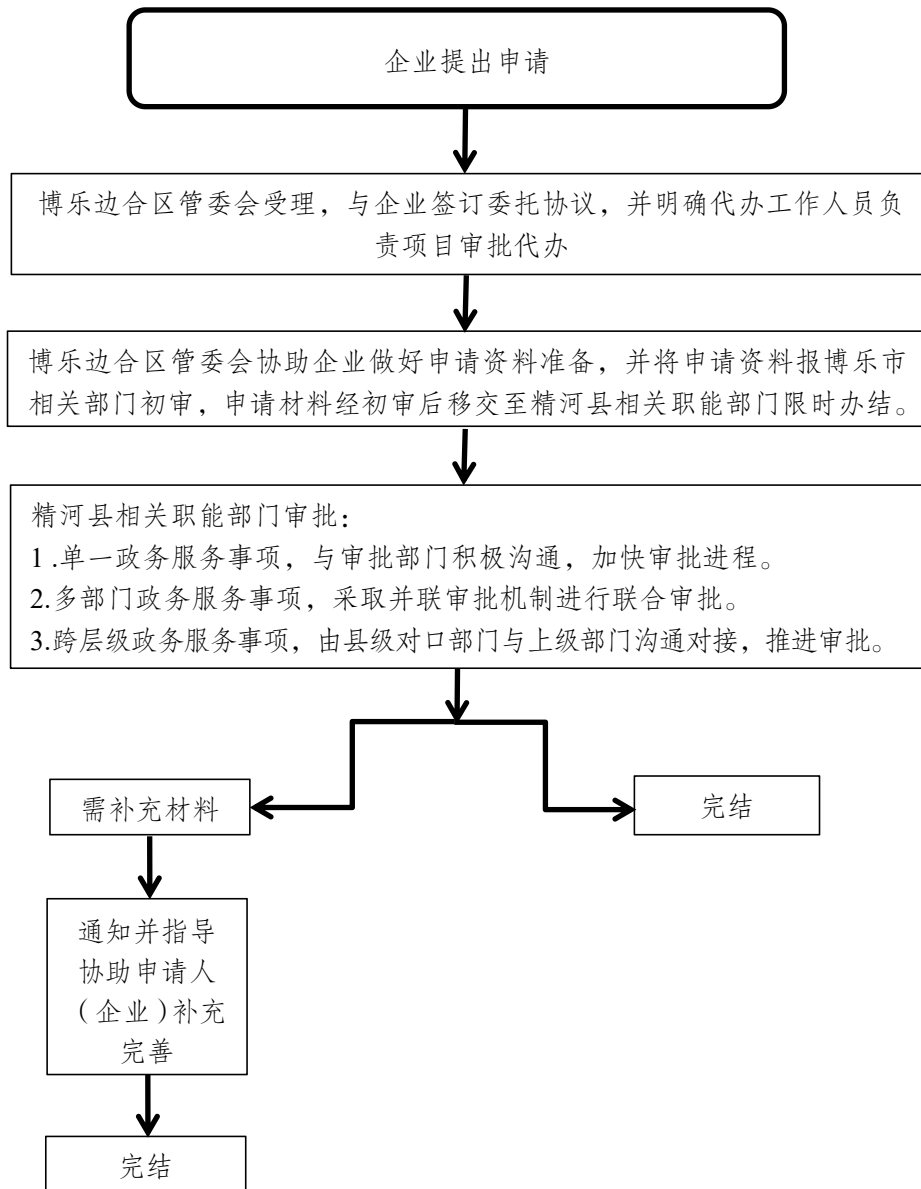 企业提出申请
博乐边合区管委会受理，与企业签订委托协议，并明确代办工作人员负
责项目审批代办
博乐边合区管委会协助企业做好申请资料准备，并将申请资料报博乐市
相关部门初审，申请材料经初审后移交至精河县相关职能部门限时办结。
精河县相关职能部门审批：
1 .单一政务服务事项，与审批部门积极沟通，加快审批进程。
2.多部门政务服务事项，采取并联审批机制进行联合审批。
3.跨层级政务服务事项，由县级对口部门与上级部门沟通对接，推进审批。
需补充材料
完结
通知并指导
协助申请人
（企业）补充
完善
完结